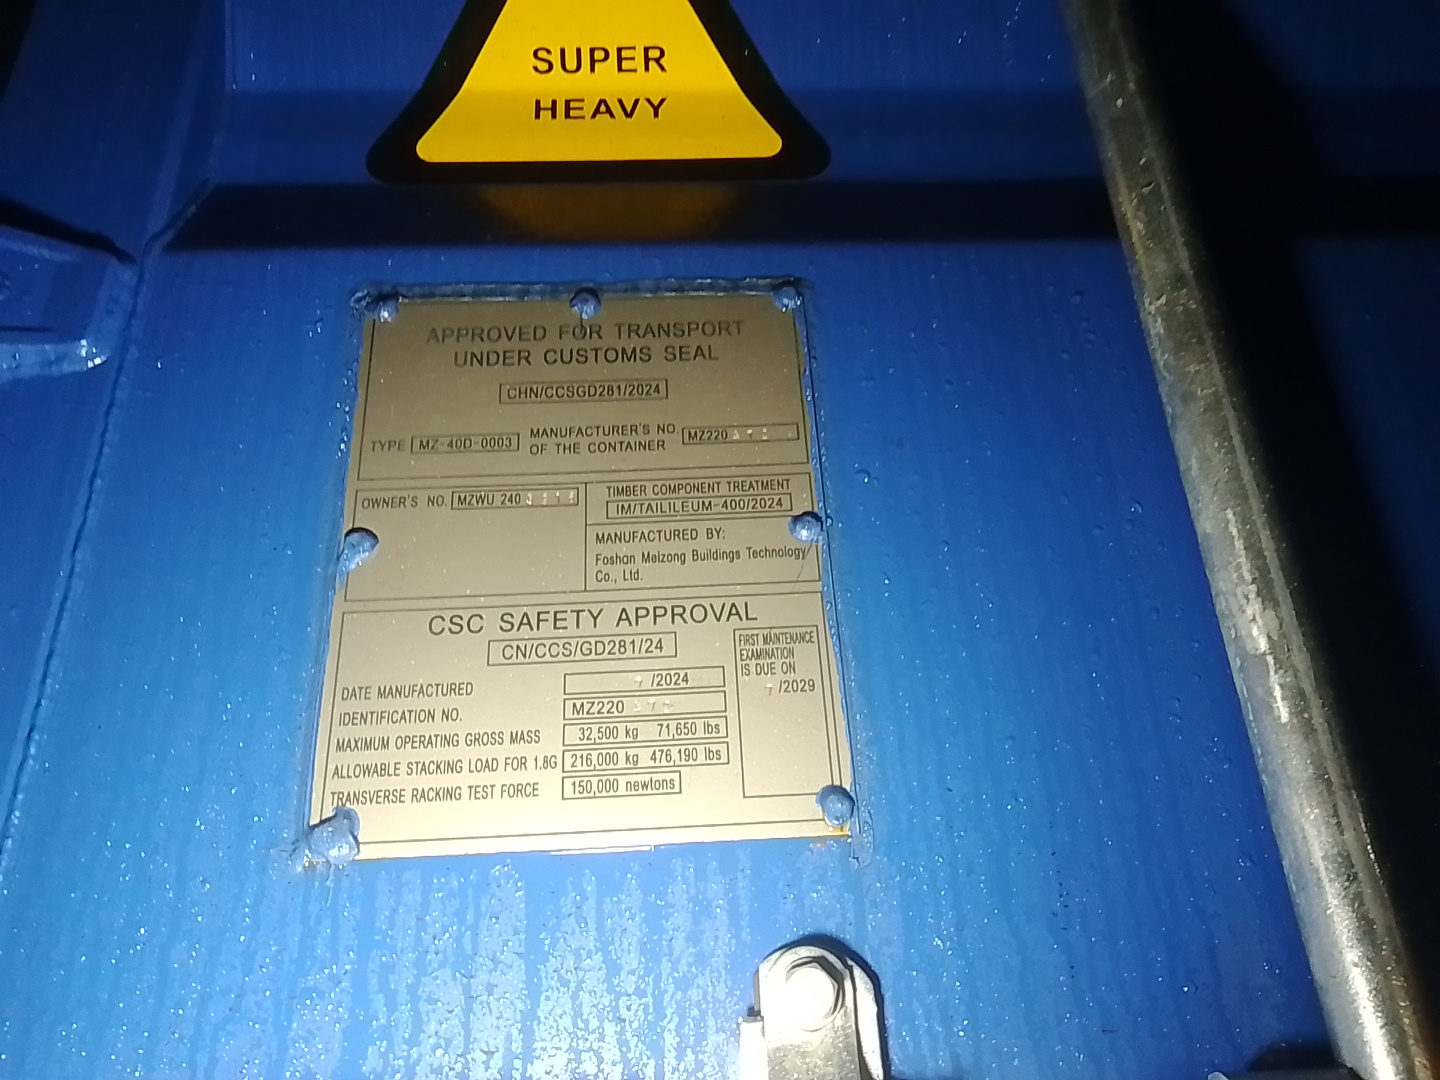 SUPER
HEAVY
APPROVED FOR TRANSPORT
UNDER CUSTOMS SEAL
CHN/CCSGD281/2024
TYPE MZ-40D-0003 MANUFACTURER'S NO. OF THE CONTAINER MZ220
OWNER'S NO. MZWU 240
TIMBER COMPONENT TREATMENT
IM/TAILILEUM-400/2024
MANUFACTURED BY:
Foshan Meizong Buildings Technology
Co., Ltd.
CSC SAFETY APPROVAL
CN/CCS/GD281/24
DATE MANUFACTURED /2024
IDENTIFICATION NO. MZ220
MAXIMUM OPERATING GROSS MASS 32,500 kg 71,650 lbs
ALLOWABLE STACKING LOAD FOR 1.8G 216,000 kg 476,190 lbs
TRANSVERSE RACKING TEST FORCE 150,000 newtons
FIRST MAINTENANCE
EXAMINATION
IS DUE ON
/2029